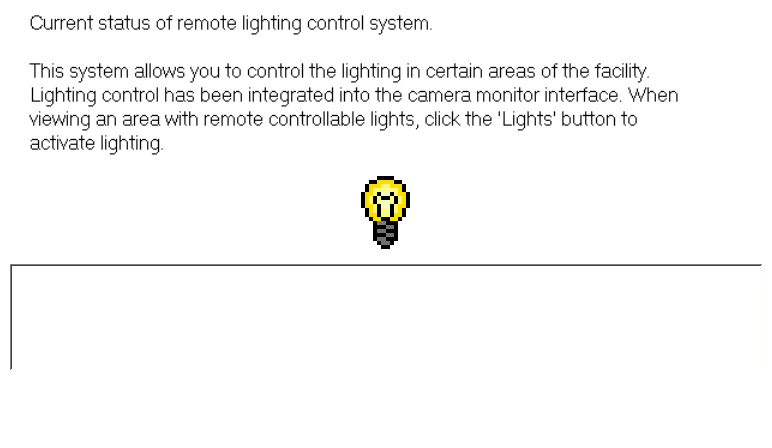 Current status of remote lighting control system.
This system allows you to control the lighting in certain areas of the facility.
Lighting control has been integrated into the camera monitor interface. When
viewing an area with remote controllable lights, click the 'Lights' button to
activate lighting.